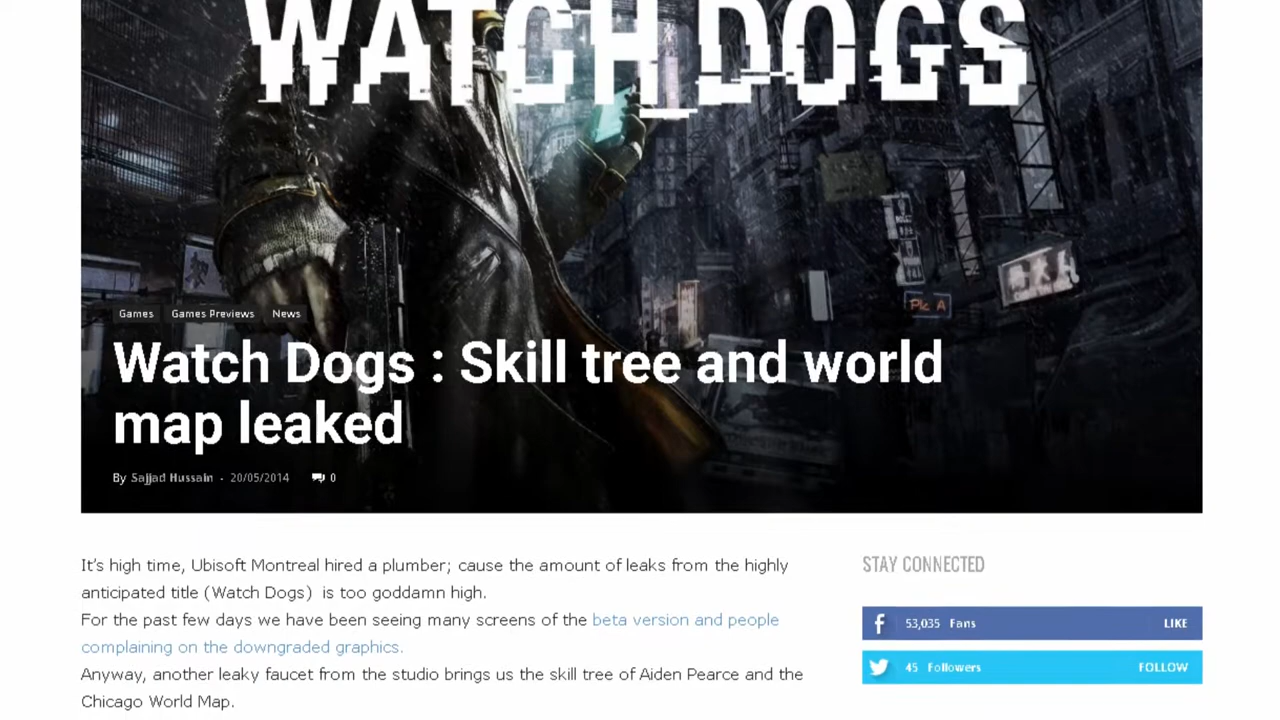 WATCH_DOGS
Pic A
Games Games Previews News
Watch Dogs : Skill tree and world
map leaked
By Sajjad Hussain - 20/05/2014 0
It's high time, Ubisoft Montreal hired a plumber; cause the amount of leaks from the highly
anticipated title (Watch Dogs) is too goddamn high.
For the past few days we have been seeing many screens of the beta version and people
complaining on the downgraded graphics.
Anyway, another leaky faucet from the studio brings us the skill tree of Aiden Pearce and the
Chicago World Map.
STAY CONNECTED
53,035 Fans LIKE
45 Followers FOLLOW